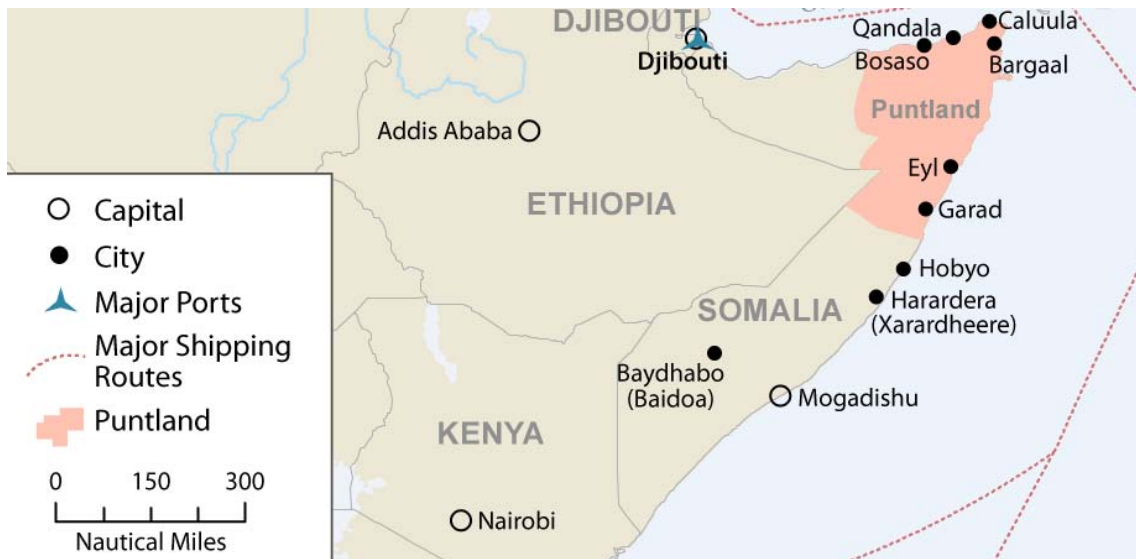 DJIBOUTI
Djibouti
Qandala
Caluula
Bosaso
Bargaal
Puntland
Addis Ababa
Eyl
ETHIOPIA
Garad
Hobyo
SOMALIA
Harardera
(Xarardheere)
Baydhabo
(Baidoa)
Mogadishu
KENYA
Nairobi
Capital
City
Major Ports
Major Shipping
Routes
Puntland
0 150 300
Nautical Miles